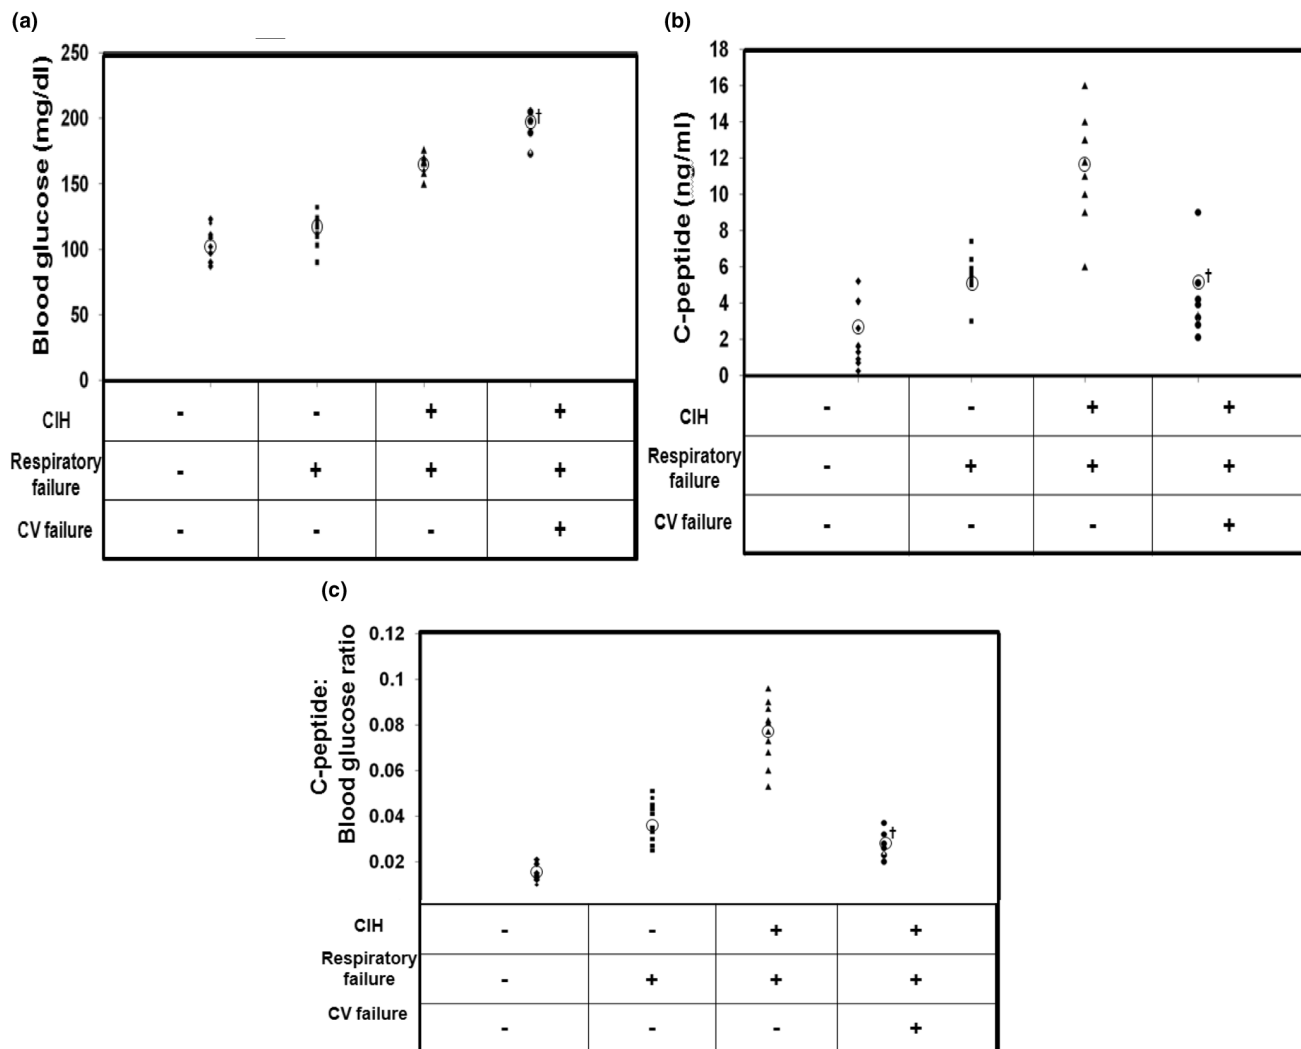 (a)
250
200
150
100
50
0
Blood glucose (mg/dl)
†
CIH - - + +
Respiratory
failure - + + +
CV failure - - - +
(b)
18
16
14
12
10
8
6
4
2
0
C-peptide (ng/ml)
†
CIH - - + +
Respiratory
failure - + + +
CV failure - - - +
(c)
0.12
0.1
0.08
0.06
0.04
0.02
C-peptide:
Blood glucose ratio
†
CIH - - + +
Respiratory
failure - + + +
CV failure - - - +